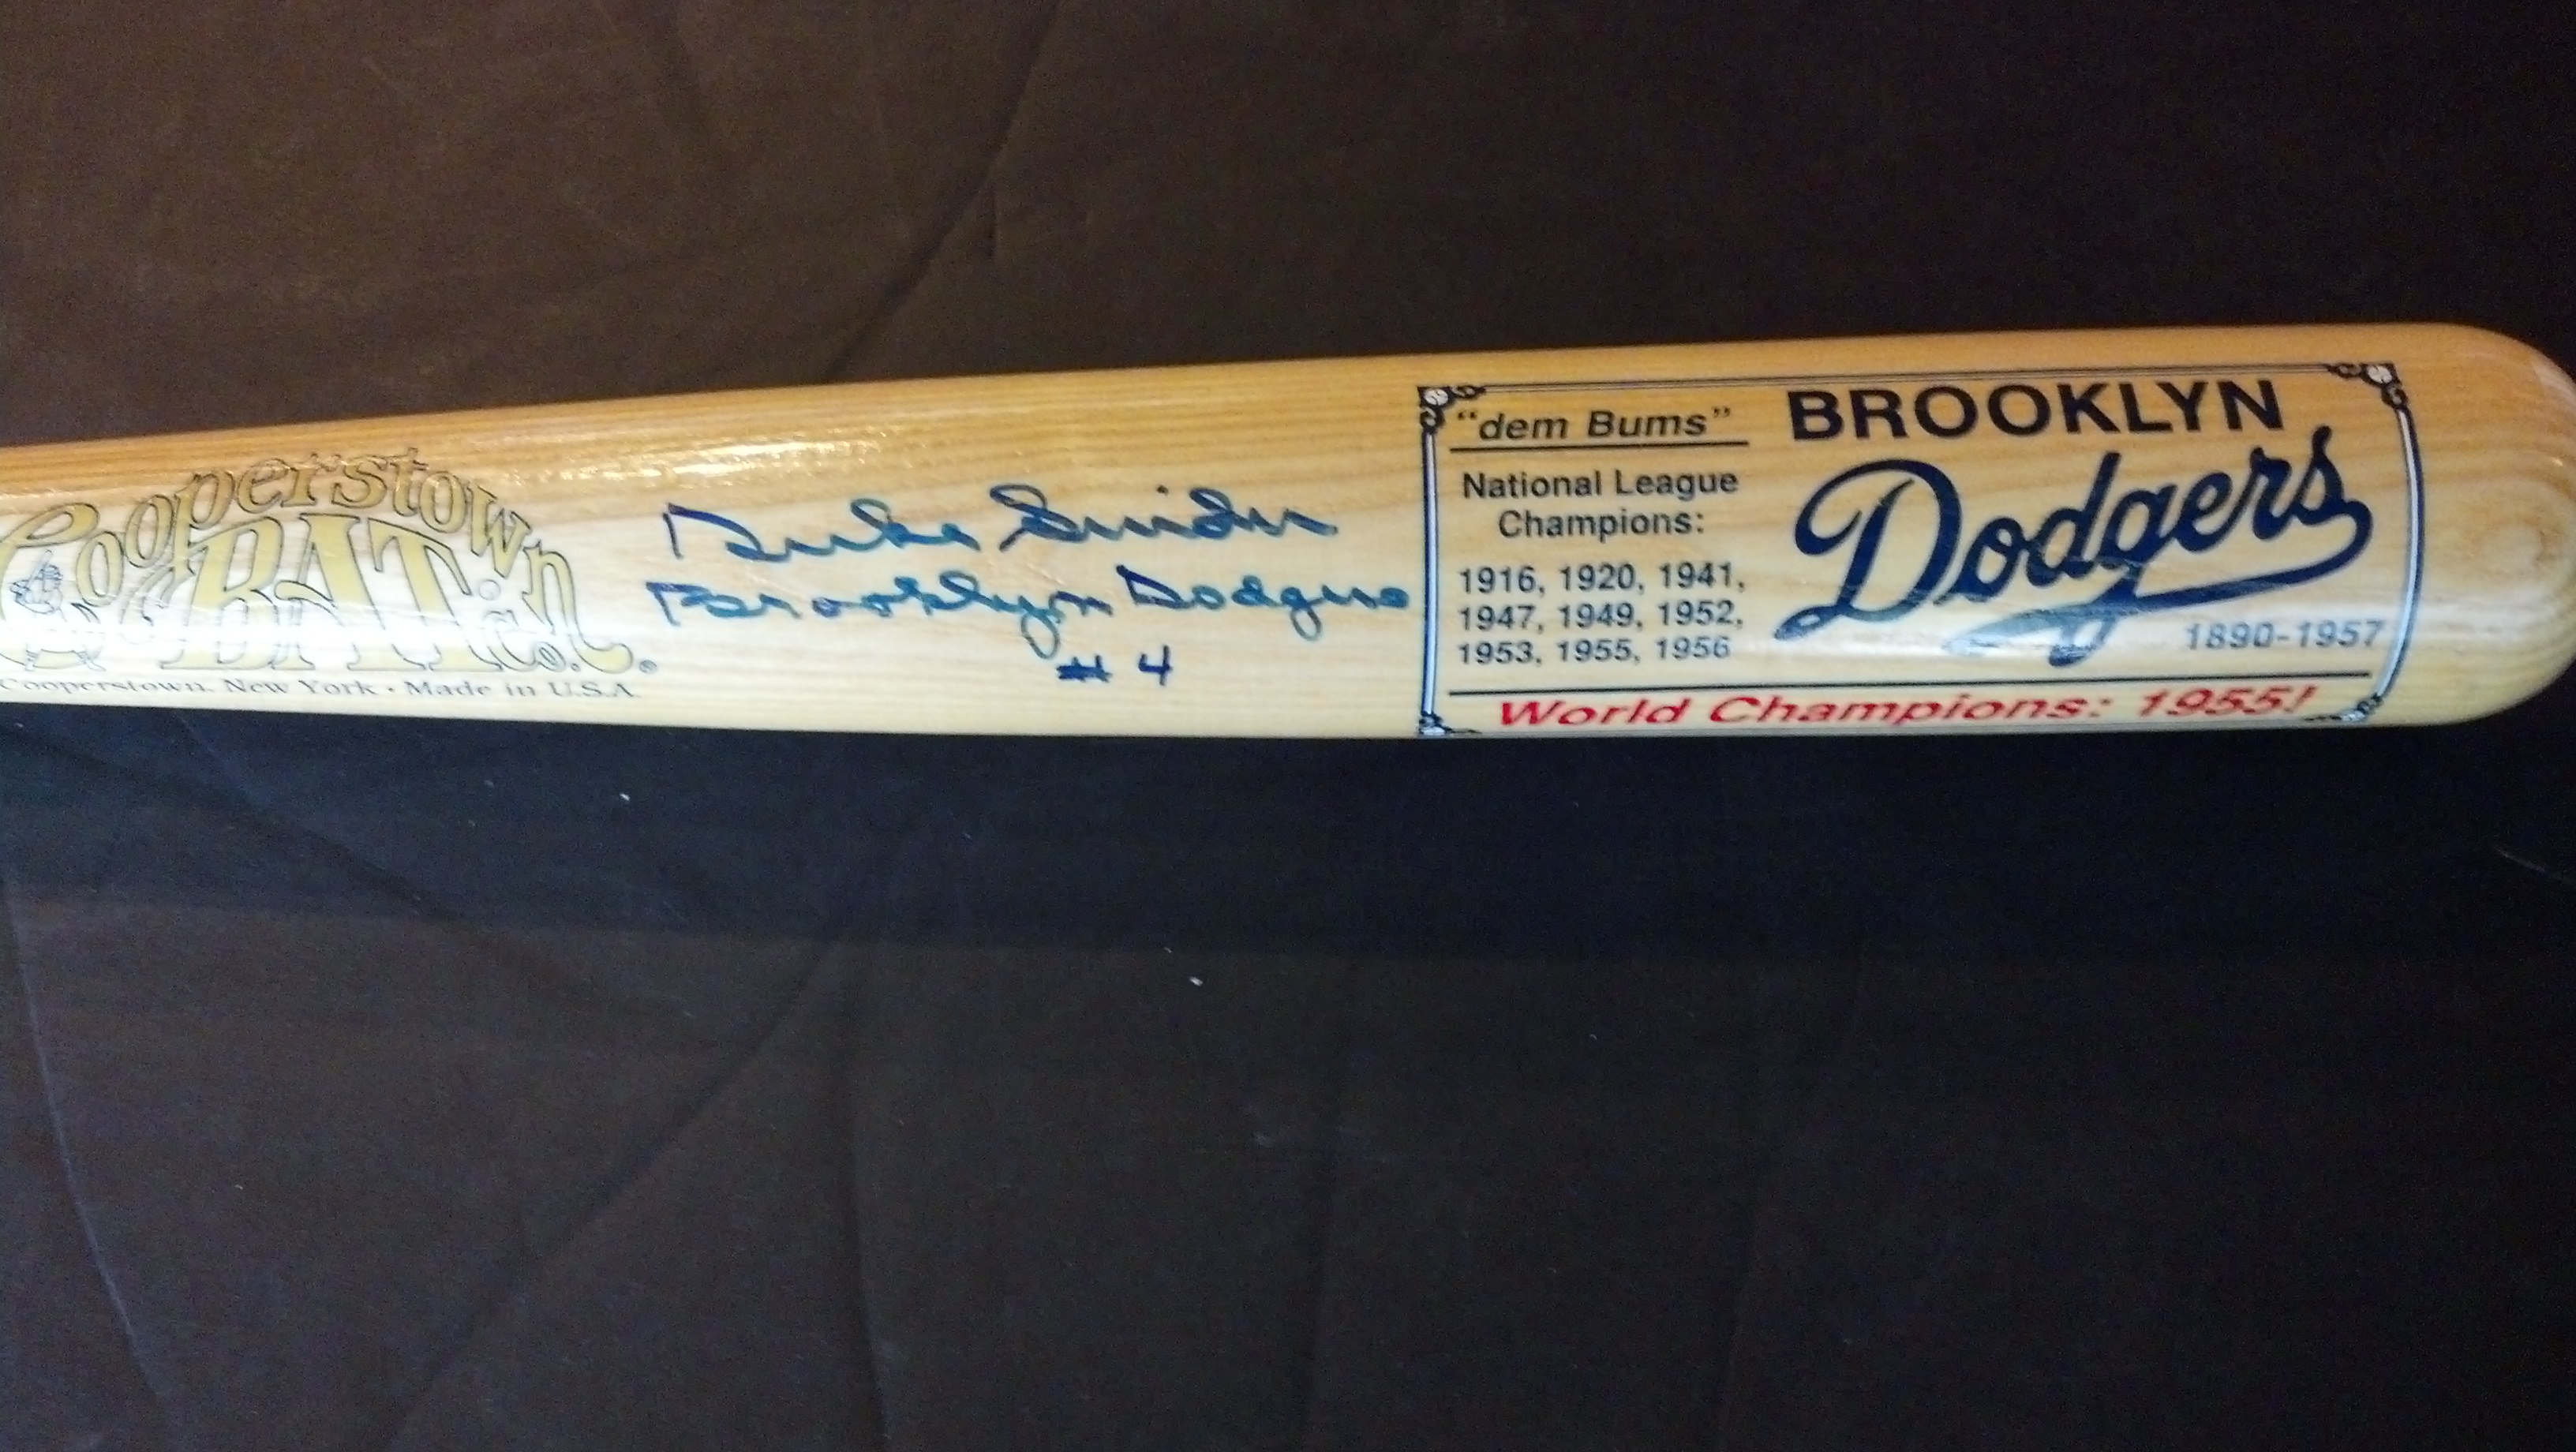 Cooperstown
BAT Co.®
Cooperstown, New York · Made in U.S.A.
Duke Snider
Brooklyn Dodgers
# 4
"dem Bums"
National League
Champions:
1916, 1920, 1941,
1947, 1949, 1952,
1953, 1955, 1956
BROOKLYN
Dodgers
1890-1957
World Champions: 1955!